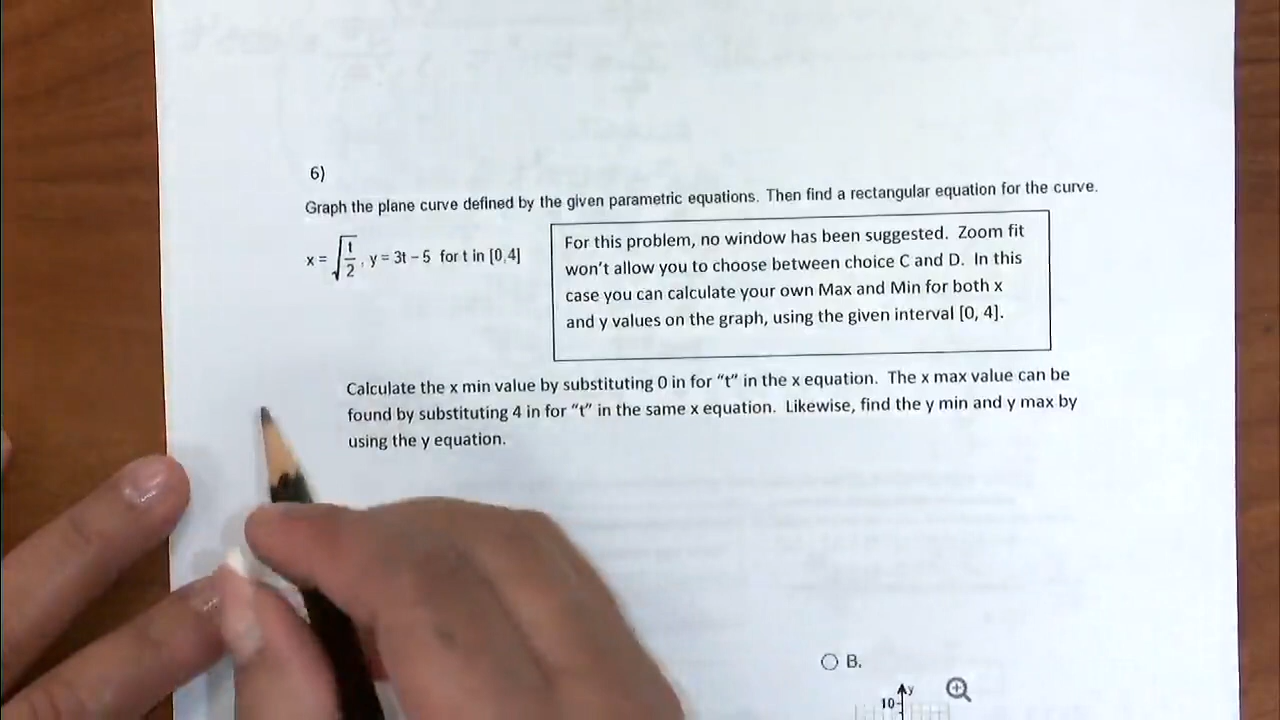 6)
Graph the plane curve defined by the given parametric equations. Then find a rectangular equation for the curve.
x = √(t/2), y = 3t – 5 for t in [0,4]
For this problem, no window has been suggested. Zoom fit
won't allow you to choose between choice C and D. In this
case you can calculate your own Max and Min for both x
and y values on the graph, using the given interval [0, 4].
Calculate the x min value by substituting 0 in for “t” in the x equation. The x max value can be
found by substituting 4 in for “t” in the same x equation. Likewise, find the y min and y max by
using the y equation.
B.
y
10